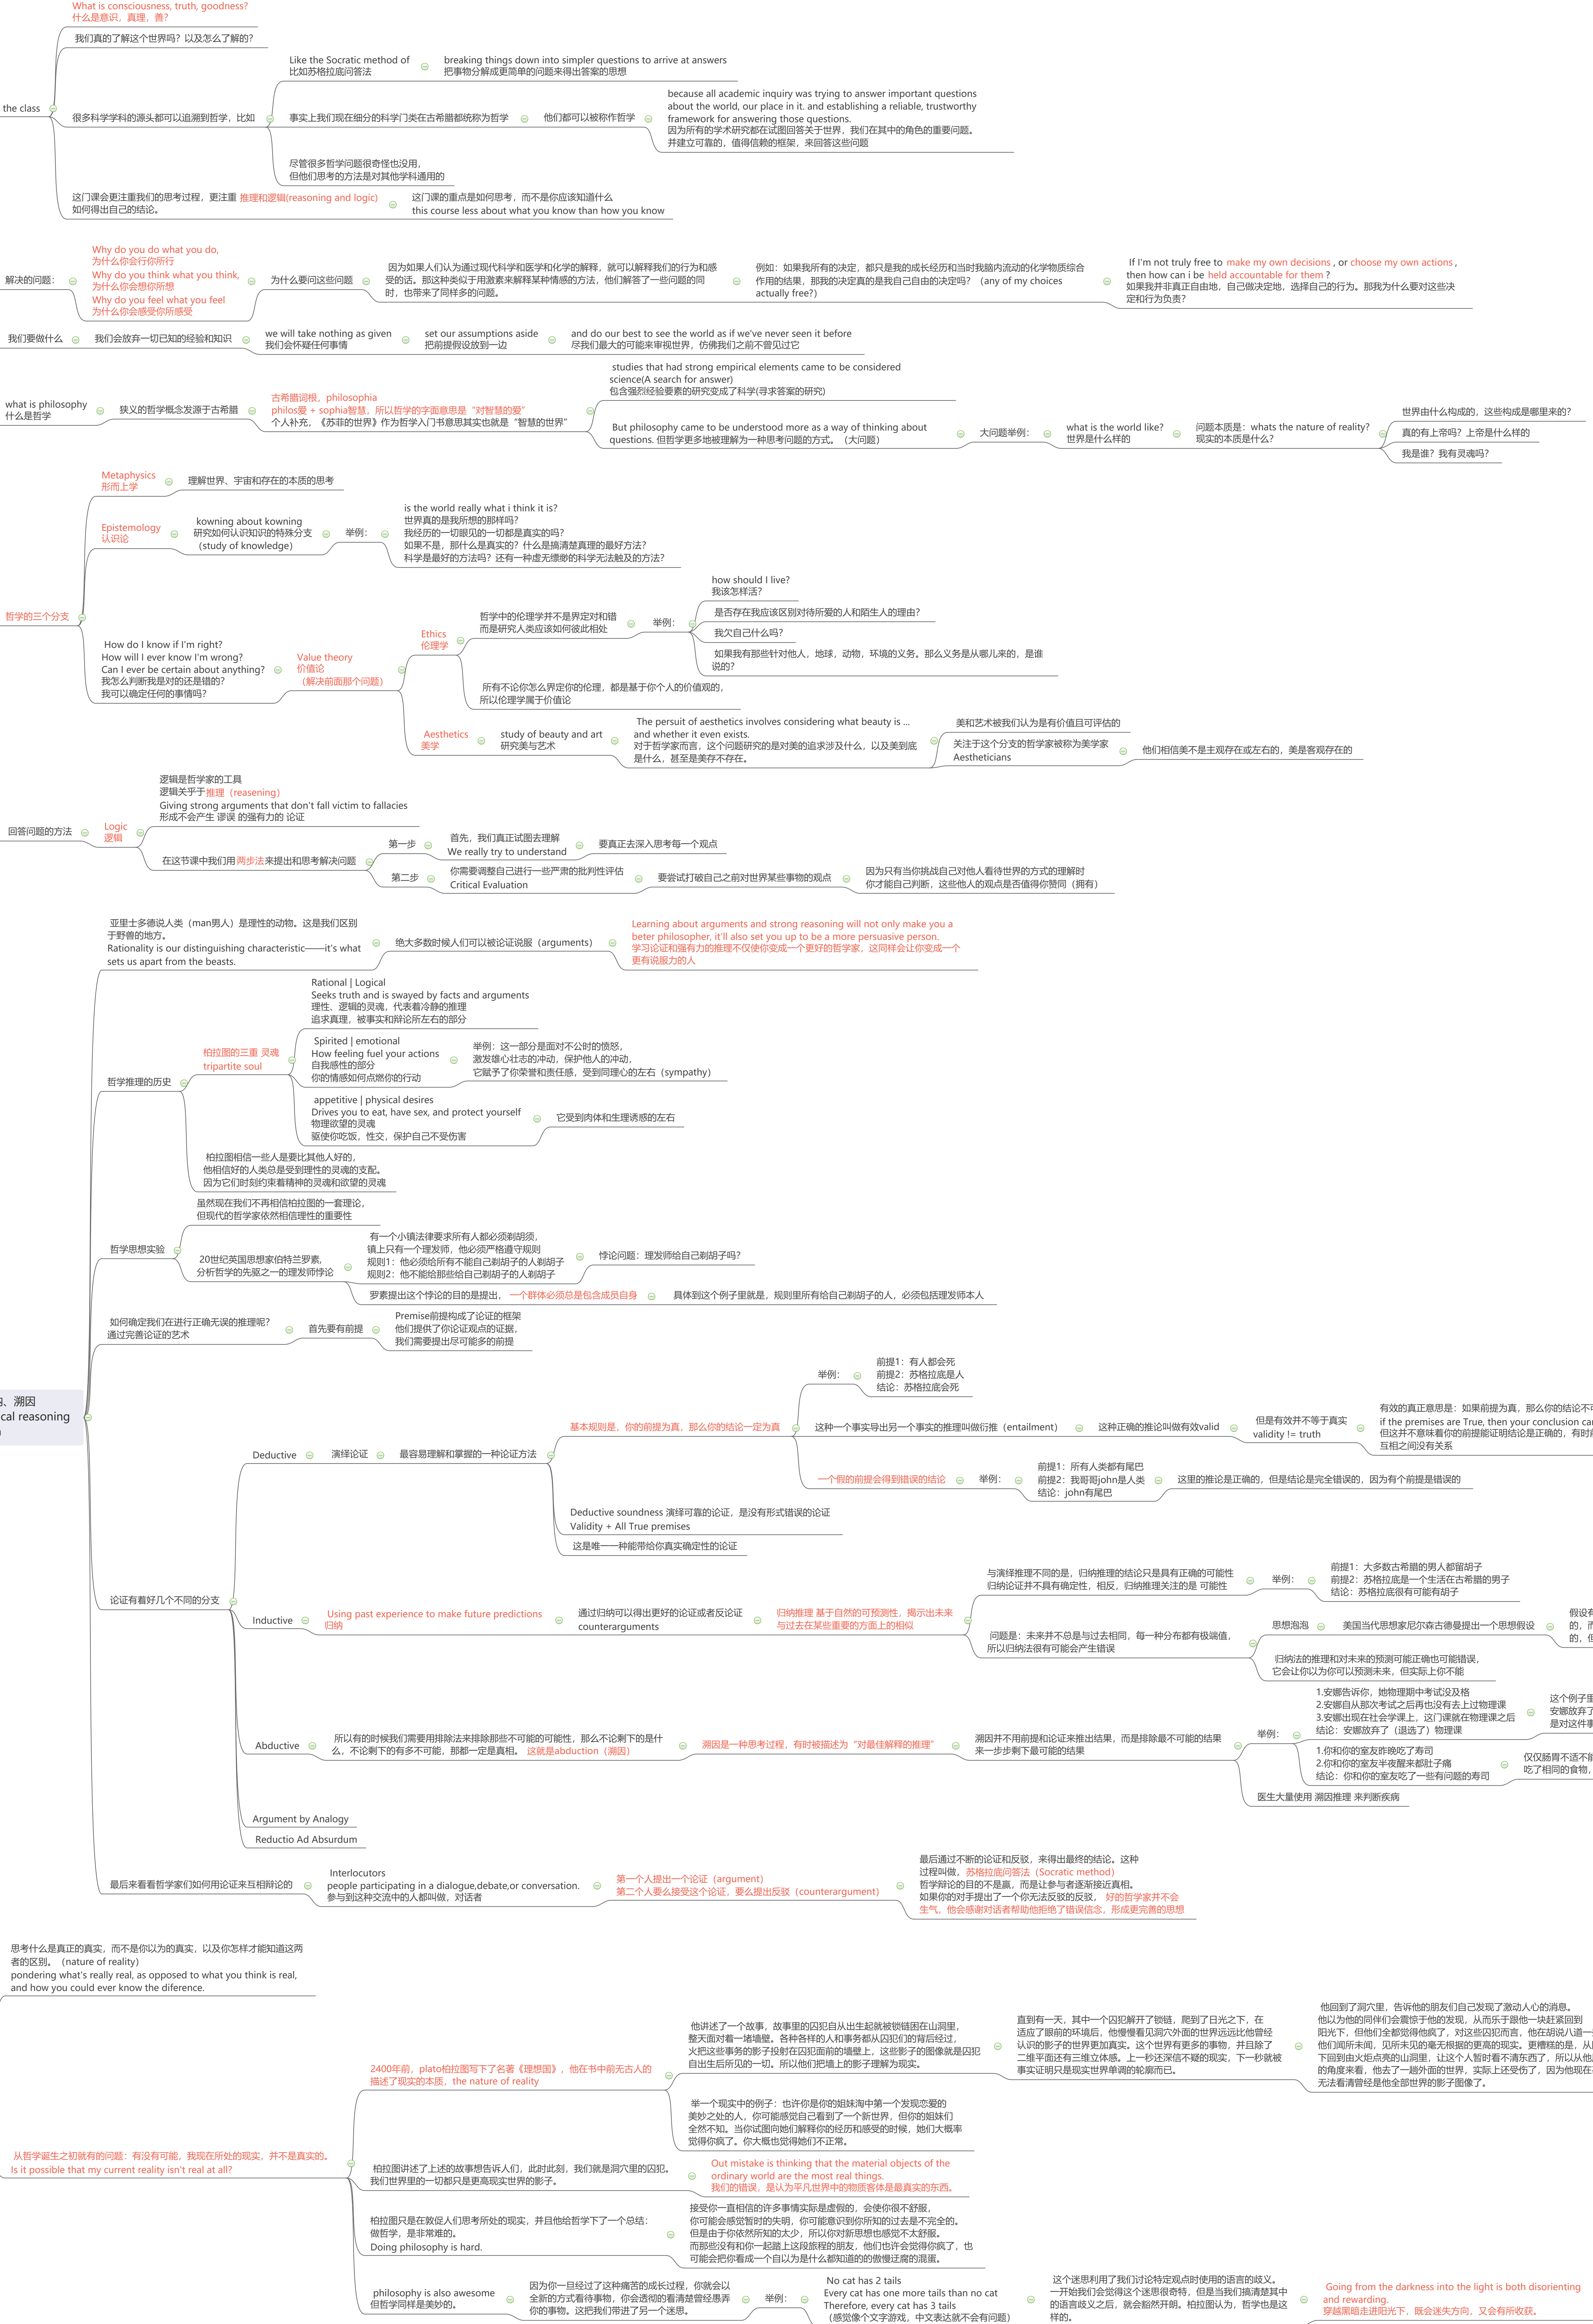 What is consciousness, truth, goodness?
什么是意识，真理，善？
我们真的了解这个世界吗？以及怎么了解的？
the class
很多科学学科的源头都可以追溯到哲学，比如
Like the Socratic method of
比如苏格拉底问答法
breaking things down into simpler questions to arrive at answers
把事物分解成更简单的问题来得出答案的思想
事实上我们现在细分的科学门类在古希腊都统称为哲学
他们都可以被称作哲学
because all academic inquiry was trying to answer important questions
about the world, our place in it. and establishing a reliable, trustworthy
framework for answering those questions.
因为所有的学术研究都在试图回答关于世界，我们在其中的角色的重要问题。
并建立可靠的，值得信赖的框架，来回答这些问题
尽管很多哲学问题很奇怪也没用，
但他们思考的方法是对其他学科通用的
这门课会更注重我们的思考过程，更注重 推理和逻辑(reasoning and logic)
如何得出自己的结论。
这门课的重点是如何思考，而不是你应该知道什么
this course less about what you know than how you know
解决的问题：
Why do you do what you do,
为什么你会行你所行
Why do you think what you think,
为什么你会想你所想
Why do you feel what you feel
为什么你会感受你所感受
为什么要问这些问题
因为如果人们认为通过现代科学和医学和化学的解释，就可以解释我们的行为和感
受的话。那这种类似于用激素来解释某种情感的方法，他们解答了一些问题的同
时，也带来了同样多的问题。
例如：如果我所有的决定，都只是我的成长经历和当时我脑内流动的化学物质综合
作用的结果，那我的决定真的是我自己自由的决定吗？（any of my choices
actually free?）
If I'm not truly free to make my own decisions , or choose my own actions ,
then how can i be held accountable for them ?
如果我并非真正自由地，自己做决定地，选择自己的行为。那我为什么要对这些决
定和行为负责？
我们要做什么
我们会放弃一切已知的经验和知识
we will take nothing as given
我们会怀疑任何事情
set our assumptions aside
把前提假设放到一边
and do our best to see the world as if we've never seen it before
尽我们最大的可能来审视世界，仿佛我们之前不曾见过它
what is philosophy
什么是哲学
狭义的哲学概念发源于古希腊
古希腊词根，philosophia
philos爱 + sophia智慧，所以哲学的字面意思是“对智慧的爱”
个人补充，《苏菲的世界》作为哲学入门书意思其实也就是“智慧的世界”
studies that had strong empirical elements came to be considered
science(A search for answer)
包含强烈经验要素的研究变成了科学(寻求答案的研究)
But philosophy came to be understood more as a way of thinking about
questions. 但哲学更多地被理解为一种思考问题的方式。（大问题）
大问题举例：
what is the world like?
世界是什么样的
问题本质是：whats the nature of reality?
现实的本质是什么？
世界由什么构成的，这些构成是哪里来的？
真的有上帝吗？上帝是什么样的
我是谁？我有灵魂吗？
哲学的三个分支
Metaphysics
形而上学
理解世界、宇宙和存在的本质的思考
Epistemology
认识论
kowning about kowning
研究如何认识知识的特殊分支
（study of knowledge）
举例：
is the world really what i think it is?
世界真的是我所想的那样吗？
我经历的一切眼见的一切都是真实的吗？
如果不是，那什么是真实的？什么是搞清楚真理的最好方法？
科学是最好的方法吗？还有一种虚无缥缈的科学无法触及的方法？
How do I know if I'm right?
How will I ever know I'm wrong?
Can I ever be certain about anything?
我怎么判断我是对的还是错的？
我可以确定任何的事情吗？
Value theory
价值论
（解决前面那个问题）
Ethics
伦理学
哲学中的伦理学并不是界定对和错
而是研究人类应该如何彼此相处
举例：
how should I live?
我该怎样活？
是否存在我应该区别对待所爱的人和陌生人的理由？
我欠自己什么吗？
如果我有那些针对他人，地球，动物，环境的义务。那么义务是从哪儿来的，是谁
说的？
所有不论你怎么界定你的伦理，都是基于你个人的价值观的，
所以伦理学属于价值论
Aesthetics
美学
study of beauty and art
研究美与艺术
The persuit of aesthetics involves considering what beauty is ...
and whether it even exists.
对于哲学家而言，这个问题研究的是对美的追求涉及什么，以及美到底
是什么，甚至是美存不存在。
美和艺术被我们认为是有价值且可评估的
关注于这个分支的哲学家被称为美学家
Aestheticians
他们相信美不是主观存在或左右的，美是客观存在的
回答问题的方法
Logic
逻辑
逻辑是哲学家的工具
逻辑关乎于推理（reasening）
Giving strong arguments that don't fall victim to fallacies
形成不会产生 谬误 的强有力的 论证
在这节课中我们用 两步法来提出和思考解决问题
第一步
首先，我们真正试图去理解
We really try to understand
要真正去深入思考每一个观点
第二步
你需要调整自己进行一些严肃的批判性评估
Critical Evaluation
要尝试打破自己之前对世界某些事物的观点
因为只有当你挑战自己对他人看待世界的方式的理解时
你才能自己判断，这些他人的观点是否值得你赞同（拥有）
亚里士多德说人类（man男人）是理性的动物。这是我们区别
于野兽的地方。
Rationality is our distinguishing characteristic——it's what
sets us apart from the beasts.
绝大多数时候人们可以被论证说服（arguments）
Learning about arguments and strong reasoning will not only make you a
beter philosopher, it'll also set you up to be a more persuasive person.
学习论证和强有力的推理不仅使你变成一个更好的哲学家，这同样会让你变成一个
更有说服力的人
哲学推理的历史
柏拉图的三重 灵魂
tripartite soul
Rational | Logical
Seeks truth and is swayed by facts and arguments
理性、逻辑的灵魂，代表着冷静的推理
追求真理，被事实和辩论所左右的部分
Spirited | emotional
How feeling fuel your actions
自我感性的部分
你的情感如何点燃你的行动
举例：这一部分是面对不公时的愤怒，
激发雄心壮志的冲动，保护他人的冲动，
它赋予了你荣誉和责任感，受到同理心的左右（sympathy）
appetitive | physical desires
Drives you to eat, have sex, and protect yourself
物理欲望的灵魂
驱使你吃饭，性交，保护自己不受伤害
它受到肉体和生理诱惑的左右
柏拉图相信一些人是要比其他人好的，
他相信好的人类总是受到理性的灵魂的支配。
因为它们时刻约束着精神的灵魂和欲望的灵魂
哲学思想实验
虽然现在我们不再相信柏拉图的一套理论，
但现代的哲学家依然相信理性的重要性
20世纪英国思想家伯特兰罗素，
分析哲学的先驱之一的理发师悖论
有一个小镇法律要求所有人都必须剃胡须，
镇上只有一个理发师，他必须严格遵守规则
规则1：他必须给所有不能自己剃胡子的人剃胡子
规则2：他不能给那些给自己剃胡子的人剃胡子
悖论问题：理发师给自己剃胡子吗？
罗素提出这个悖论的目的是提出，一个群体必须总是包含成员自身
具体到这个例子里就是，规则里所有给自己剃胡子的人，必须包括理发师本人
如何确定我们在进行正确无误的推理呢？
通过完善论证的艺术
首先要有前提
Premise前提构成了论证的框架
他们提供了你论证观点的证据，
我们需要提出尽可能多的前提
、溯因
cal reasoning
论证有着好几个不同的分支
Deductive
演绎论证
最容易理解和掌握的一种论证方法
基本规则是，你的前提为真，那么你的结论一定为真
举例：
前提1：有人都会死
前提2：苏格拉底是人
结论：苏格拉底会死
这种一个事实导出另一个事实的推理叫做衍推（entailment）
这种正确的推论叫做有效valid
但是有效并不等于真实
validity != truth
有效的真正意思是：如果前提为真，那么你的结论不
if the premises are True, then your conclusion ca
但这并不意味着你的前提能证明结论是正确的，有时
互相之间没有关系
一个假的前提会得到错误的结论
举例：
前提1：所有人类都有尾巴
前提2：我哥哥john是人类
结论：john有尾巴
这里的推论是正确的，但是结论是完全错误的，因为有个前提是错误的
Deductive soundness 演绎可靠的论证，是没有形式错误的论证
Validity + All True premises
这是唯一一种能带给你真实确定性的论证
Inductive
Using past experience to make future predictions
归纳
通过归纳可以得出更好的论证或者反论证
counterarguments
归纳推理 基于自然的可预测性，揭示出未来
与过去在某些重要的方面上的相似
与演绎推理不同的是，归纳推理的结论只是具有正确的可能性
归纳论证并不具有确定性，相反，归纳推理关注的是 可能性
举例：
前提1：大多数古希腊的男人都留胡子
前提2：苏格拉底是一个生活在古希腊的男子
结论：苏格拉底很有可能有胡子
问题是：未来并不总是与过去相同，每一种分布都有极端值，
所以归纳法很有可能会产生错误
思想泡泡
美国当代思想家尼尔森古德曼提出一个思想假设
假设
的，
的，
归纳法的推理和对未来的预测可能正确也可能错误，
它会让你以为你可以预测未来，但实际上你不能
Abductive
所以有的时候我们需要用排除法来排除那些不可能的可能性，那么不论剩下的是什
么，不论剩下的有多不可能，那都一定是真相。 这就是abduction（溯因）
溯因是一种思考过程，有时被描述为“对最佳解释的推理”
溯因并不用前提和论证来推出结果，而是排除最不可能的结果
来一步步剩下最可能的结果
举例：
1.安娜告诉你，她物理期中考试没及格
2.安娜自从那次考试之后再也没有去上过物理课
3.安娜出现在社会学课上，这门课就在物理课之后
结论：安娜放弃了（退选了）物理课
这个例子
安娜放弃了
是对这件
1.你和你的室友昨晚吃了寿司
2.你和你的室友半夜醒来都肚子痛
结论：你和你的室友吃了一些有问题的寿司
仅仅肠胃不适不
吃了相同的食物，
医生大量使用 溯因推理 来判断疾病
Argument by Analogy
Reductio Ad Absurdum
最后来看看哲学家们如何用论证来互相辩论的
Interlocutors
people participating in a dialogue,debate,or conversation.
参与到这种交流中的人都叫做，对话者
第一个人提出一个论证（argument）
第二个人要么接受这个论证，要么提出反驳（counterargument）
最后通过不断的论证和反驳，来得出最终的结论。这种
过程叫做，苏格拉底问答法（Socratic method）
哲学辩论的目的不是赢，而是让参与者逐渐接近真相。
如果你的对手提出了一个你无法反驳的反驳， 好的哲学家并不会
生气，他会感谢对话者帮助他拒绝了错误信念，形成更完善的思想
思考什么是真正的真实，而不是你以为的真实，以及你怎样才能知道这两
者的区别。（nature of reality）
pondering what's really real, as opposed to what you think is real,
and how you could ever know the diference.
从哲学诞生之初就有的问题：有没有可能，我现在所处的现实，并不是真实的。
Is it possible that my current reality isn't real at all?
2400年前，plato柏拉图写下了名著《理想国》，他在书中前无古人的
描述了现实的本质，the nature of reality
他讲述了一个故事，故事里的囚犯自从出生起就被锁链困在山洞里，
整天面对着一堵墙壁。各种各样的人和事务都从囚犯们的背后经过，
火把这些事务的影子投射在囚犯面前的墙壁上，这些影子的图像就是囚犯
自出生后所见的一切。所以他们把墙上的影子理解为现实。
直到有一天，其中一个囚犯解开了锁链，爬到了日光之下，在
适应了眼前的环境后，他慢慢看见洞穴外面的世界远远比他曾经
认识的影子的世界更加真实。这个世界有更多的事物，并且除了
二维平面还有三维立体感。上一秒还深信不疑的现实，下一秒就被
事实证明只是现实世界单调的轮廓而已。
他回到了洞穴里，告诉他的朋友们自己发现了激动人心的消息。
他以为他的同伴们会震惊于他的发现，从而乐于跟他一块赶紧回到
阳光下，但他们全都觉得他疯了，对这些囚犯而言，他在胡说八道一
他们闻所未闻，见所未见的毫无根据的更高的现实。更糟糕的是，从
下回到由火炬点亮的山洞里，让这个人暂时看不清东西了，所以从他
的角度来看，他去了一趟外面的世界，实际上还受伤了，因为他现在
无法看清曾经是他全部世界的影子图像了。
举一个现实中的例子：也许你是你的姐妹淘中第一个发现恋爱的
美妙之处的人，你可能感觉自己看到了一个新世界，但你的姐妹们
全然不知。当你试图向她们解释你的经历和感受的时候，她们大概率
觉得你疯了。你大概也觉得她们不正常。
柏拉图讲述了上述的故事想告诉人们，此时此刻，我们就是洞穴里的囚犯。
我们世界里的一切都只是更高现实世界的影子。
Out mistake is thinking that the material objects of the
ordinary world are the most real things.
我们的错误，是认为平凡世界中的物质客体是最真实的东西。
柏拉图只是在敦促人们思考所处的现实，并且他给哲学下了一个总结：
做哲学，是非常难的。
Doing philosophy is hard.
接受你一直相信的许多事情实际是虚假的，会使你很不舒服，
你可能会感觉暂时的失明，你可能意识到你所知的过去是不完全的。
但是由于你依然所知的太少，所以你对新思想也感觉不太舒服。
而那些没有和你一起踏上这段旅程的朋友，他们也许会觉得你疯了，也
可能会把你看成一个自以为是什么都知道的的傲慢迂腐的混蛋。
philosophy is also awesome
但哲学同样是美妙的。
因为你一旦经过了这种痛苦的成长过程，你就会以
全新的方式看待事物，你会透彻的看清楚曾经愚弄
你的事物。这把我们带进了另一个迷思。
举例：
No cat has 2 tails
Every cat has one more tails than no cat
Therefore, every cat has 3 tails
（感觉像个文字游戏，中文表达就不会有问题）
这个迷思利用了我们讨论特定观点时使用的语言的歧义。
一开始我们会觉得这个迷思很奇特，但是当我们搞清楚其中
的语言歧义之后，就会豁然开朗。柏拉图认为，哲学也是这
样的。
Going from the darkness into the light is both disorienting
and rewarding.
穿越黑暗走进阳光下，既会迷失方向，又会有所收获。